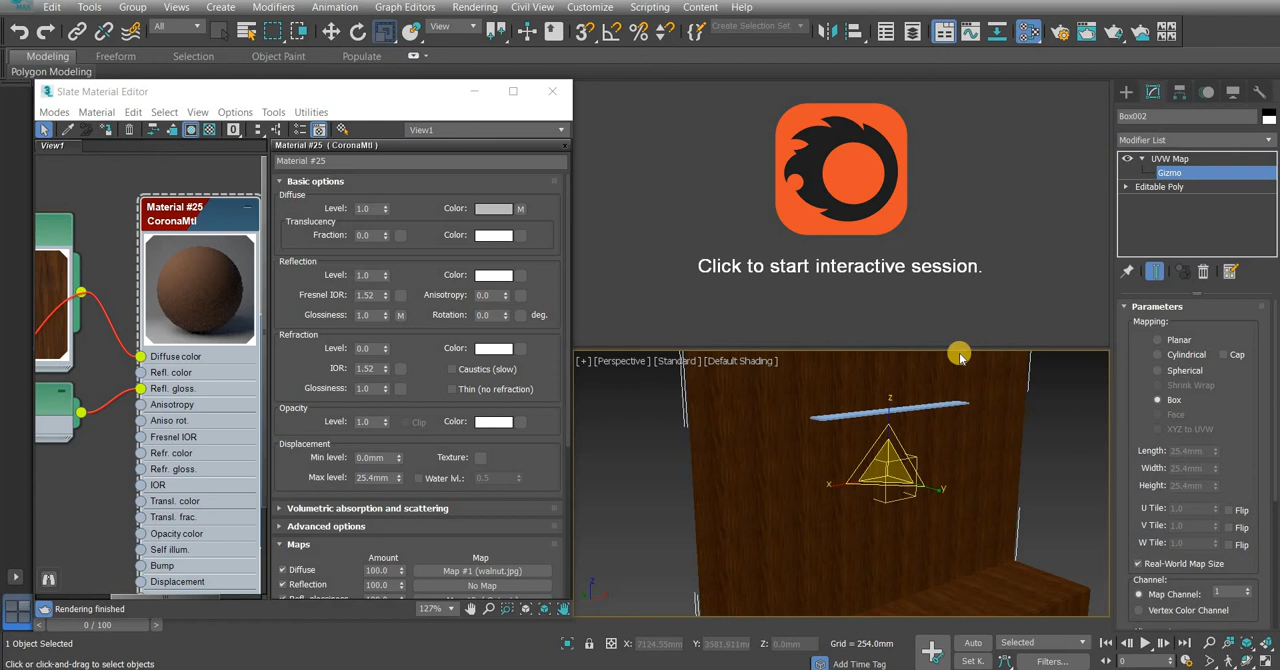 Edit Tools Group Views Create Modifiers Animation Graph Editors Rendering Civil View Customize Scripting Content Help
All View Create Selection Set
Modeling Freeform Selection Object Paint Populate
Polygon Modeling
Slate Material Editor
Modes Material Edit Select View Options Tools Utilities
0 View1
View1
Material #25 ( CoronaMtl )
Material #25
Material #25
CoronaMtl
Diffuse color
Refl. color
Refl. gloss.
Anisotropy
Aniso rot.
Fresnel IOR
Refr. color
Refr. gloss.
IOR
Transl. color
Transl. frac.
Opacity color
Self illum.
Bump
Displacement
Basic options
Diffuse
Level: 1.0 Color: M
Translucency
Fraction: 0.0 Color:
Reflection
Level: 1.0 Color:
Fresnel IOR: 1.52 Anisotropy: 0.0
Glossiness: 1.0 M Rotation: 0.0 deg.
Refraction
Level: 0.0 Color:
IOR: 1.52 Caustics (slow)
Glossiness: 1.0 Thin (no refraction)
Opacity
Level: 1.0 Clip Color:
Displacement
Min level: 0.0mm Texture:
Max level: 25.4mm Water lvl.: 0.5
Volumetric absorption and scattering
Advanced options
Maps
Amount Map
Diffuse 100.0 Map #1 (walnut.jpg)
Reflection 100.0 No Map
Rendering finished 127%
Click to start interactive session.
[+] [Perspective ] [Standard ] [Default Shading ]
z
x
y
z
Box002
Modifier List
UVW Map
Gizmo
Editable Poly
Parameters
Mapping:
Planar
Cylindrical Cap
Spherical
Shrink Wrap
Box
Face
XYZ to UVW
Length: 25.4mm
Width: 25.4mm
Height: 25.4mm
U Tile: 1.0 Flip
V Tile: 1.0 Flip
W Tile: 1.0 Flip
Real-World Map Size
Channel:
Map Channel: 1
Vertex Color Channel
0 / 100
1 Object Selected X: 7124.55mm Y: 3581.911mm Z: 0.0mm Grid = 254.0mm Auto Selected
Click or click-and-drag to select objects Add Time Tag Set K. Filters... 0